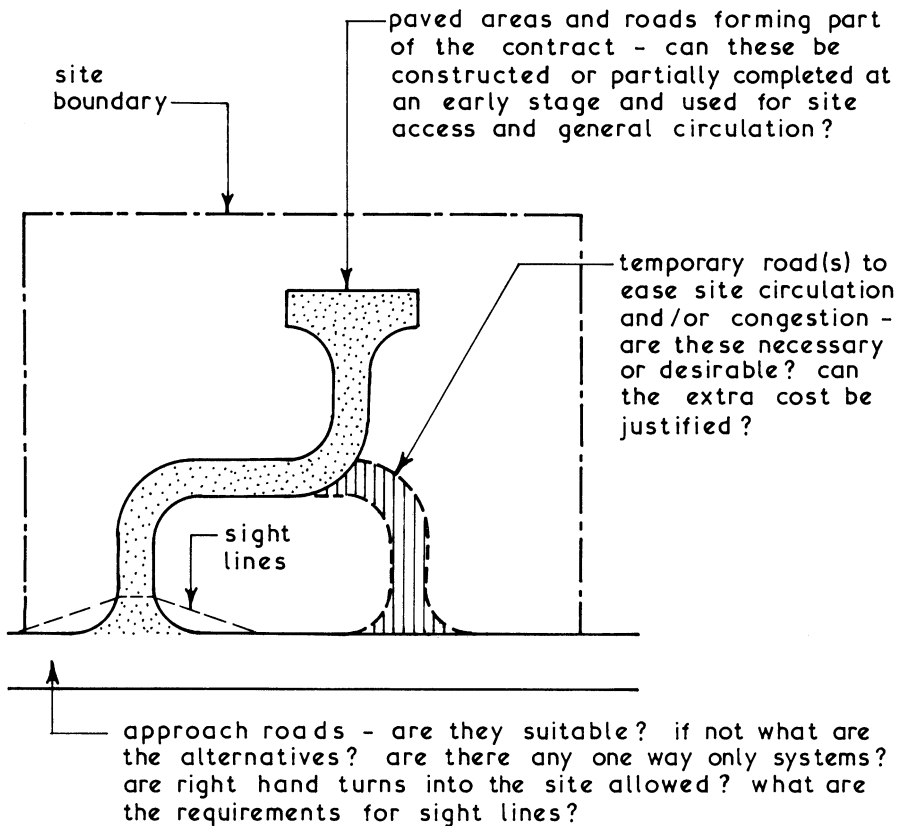 paved areas and roads forming part
of the contract - can these be
constructed or partially completed at
an early stage and used for site
access and general circulation?
site
boundary
temporary road(s) to
ease site circulation
and/or congestion -
are these necessary
or desirable? can
the extra cost be
justified?
sight
lines
approach roads - are they suitable? if not what are
the alternatives? are there any one way only systems?
are right hand turns into the site allowed? what are
the requirements for sight lines?